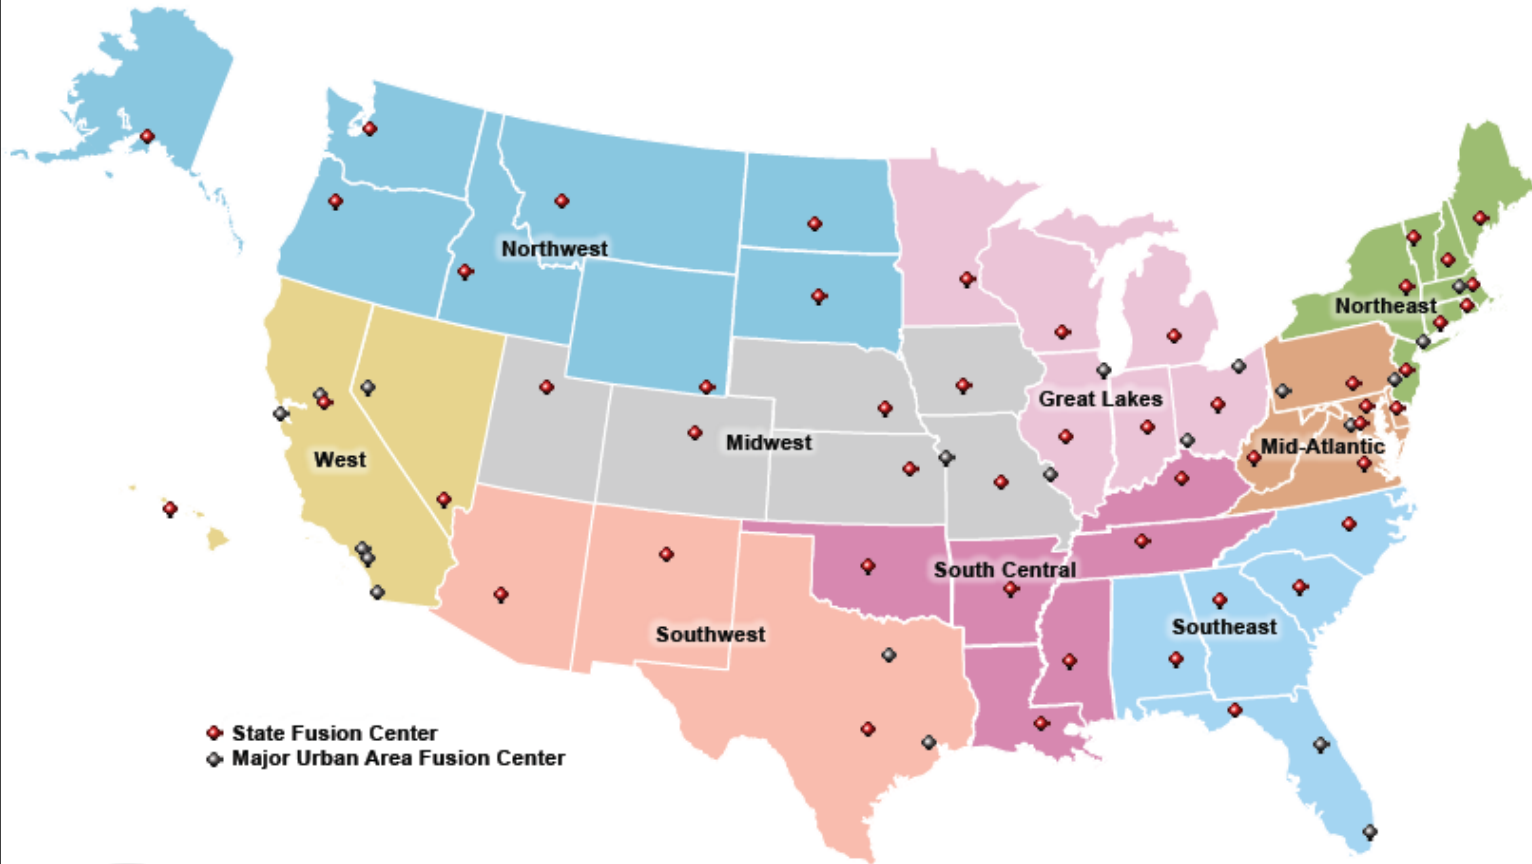 Northwest
Northeast
Great Lakes
Midwest
Mid-Atlantic
West
South Central
Southeast
Southwest
State Fusion Center
Major Urban Area Fusion Center